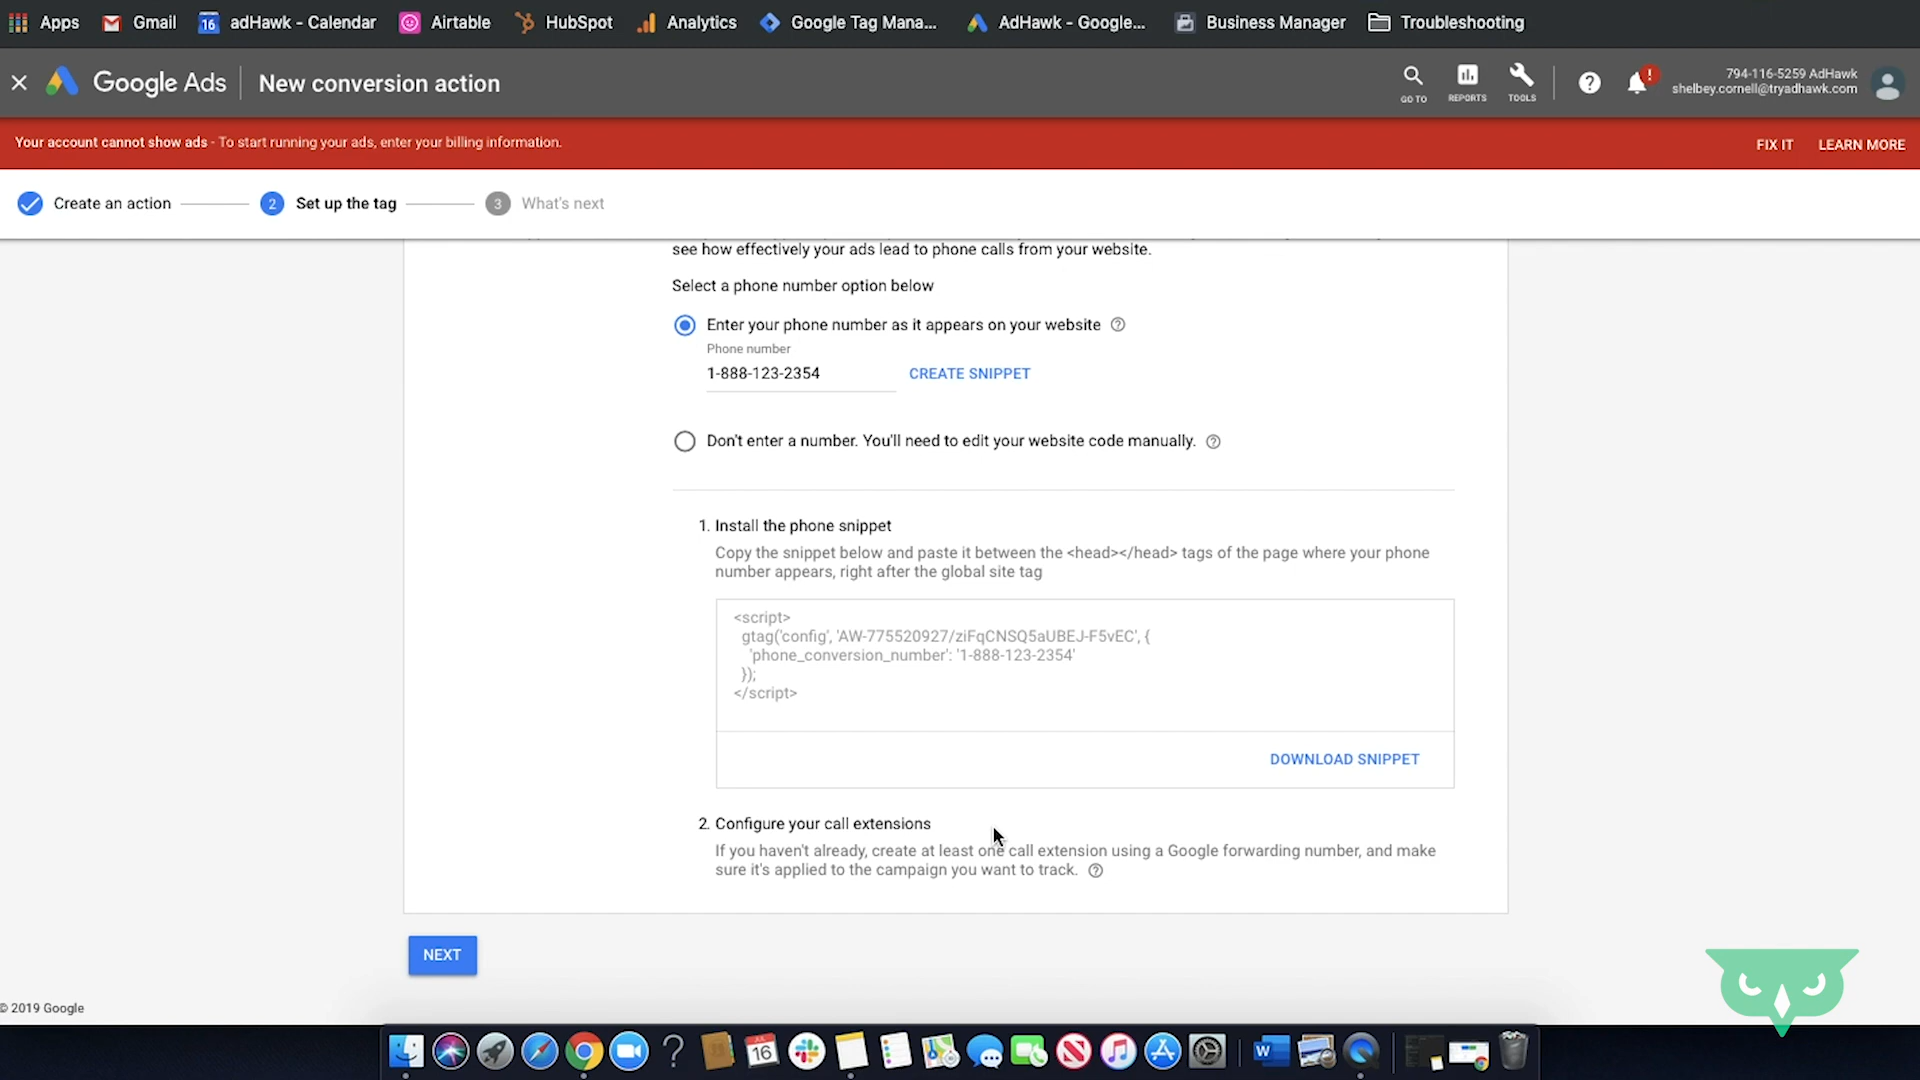 Apps Gmail 16 adHawk - Calendar Airtable HubSpot Analytics Google Tag Mana... AdHawk - Google... Business Manager Troubleshooting
Google Ads New conversion action
GO TO REPORTS TOOLS
794-116-5259 AdHawk
shelbey.cornell@tryadhawk.com
Your account cannot show ads - To start running your ads, enter your billing information. FIX IT LEARN MORE
Create an action 2 Set up the tag 3 What's next
see how effectively your ads lead to phone calls from your website.
Select a phone number option below
Enter your phone number as it appears on your website
Phone number
1-888-123-2354 CREATE SNIPPET
Don't enter a number. You'll need to edit your website code manually.
1. Install the phone snippet
Copy the snippet below and paste it between the <head></head> tags of the page where your phone
number appears, right after the global site tag
<script>
gtag('config', 'AW-775520927/ziFqCNSQ5aUBEJ-F5vEC', {
'phone_conversion_number': '1-888-123-2354'
});
</script>
DOWNLOAD SNIPPET
2. Configure your call extensions
If you haven't already, create at least one call extension using a Google forwarding number, and make
sure it's applied to the campaign you want to track.
NEXT
© 2019 Google
16
W